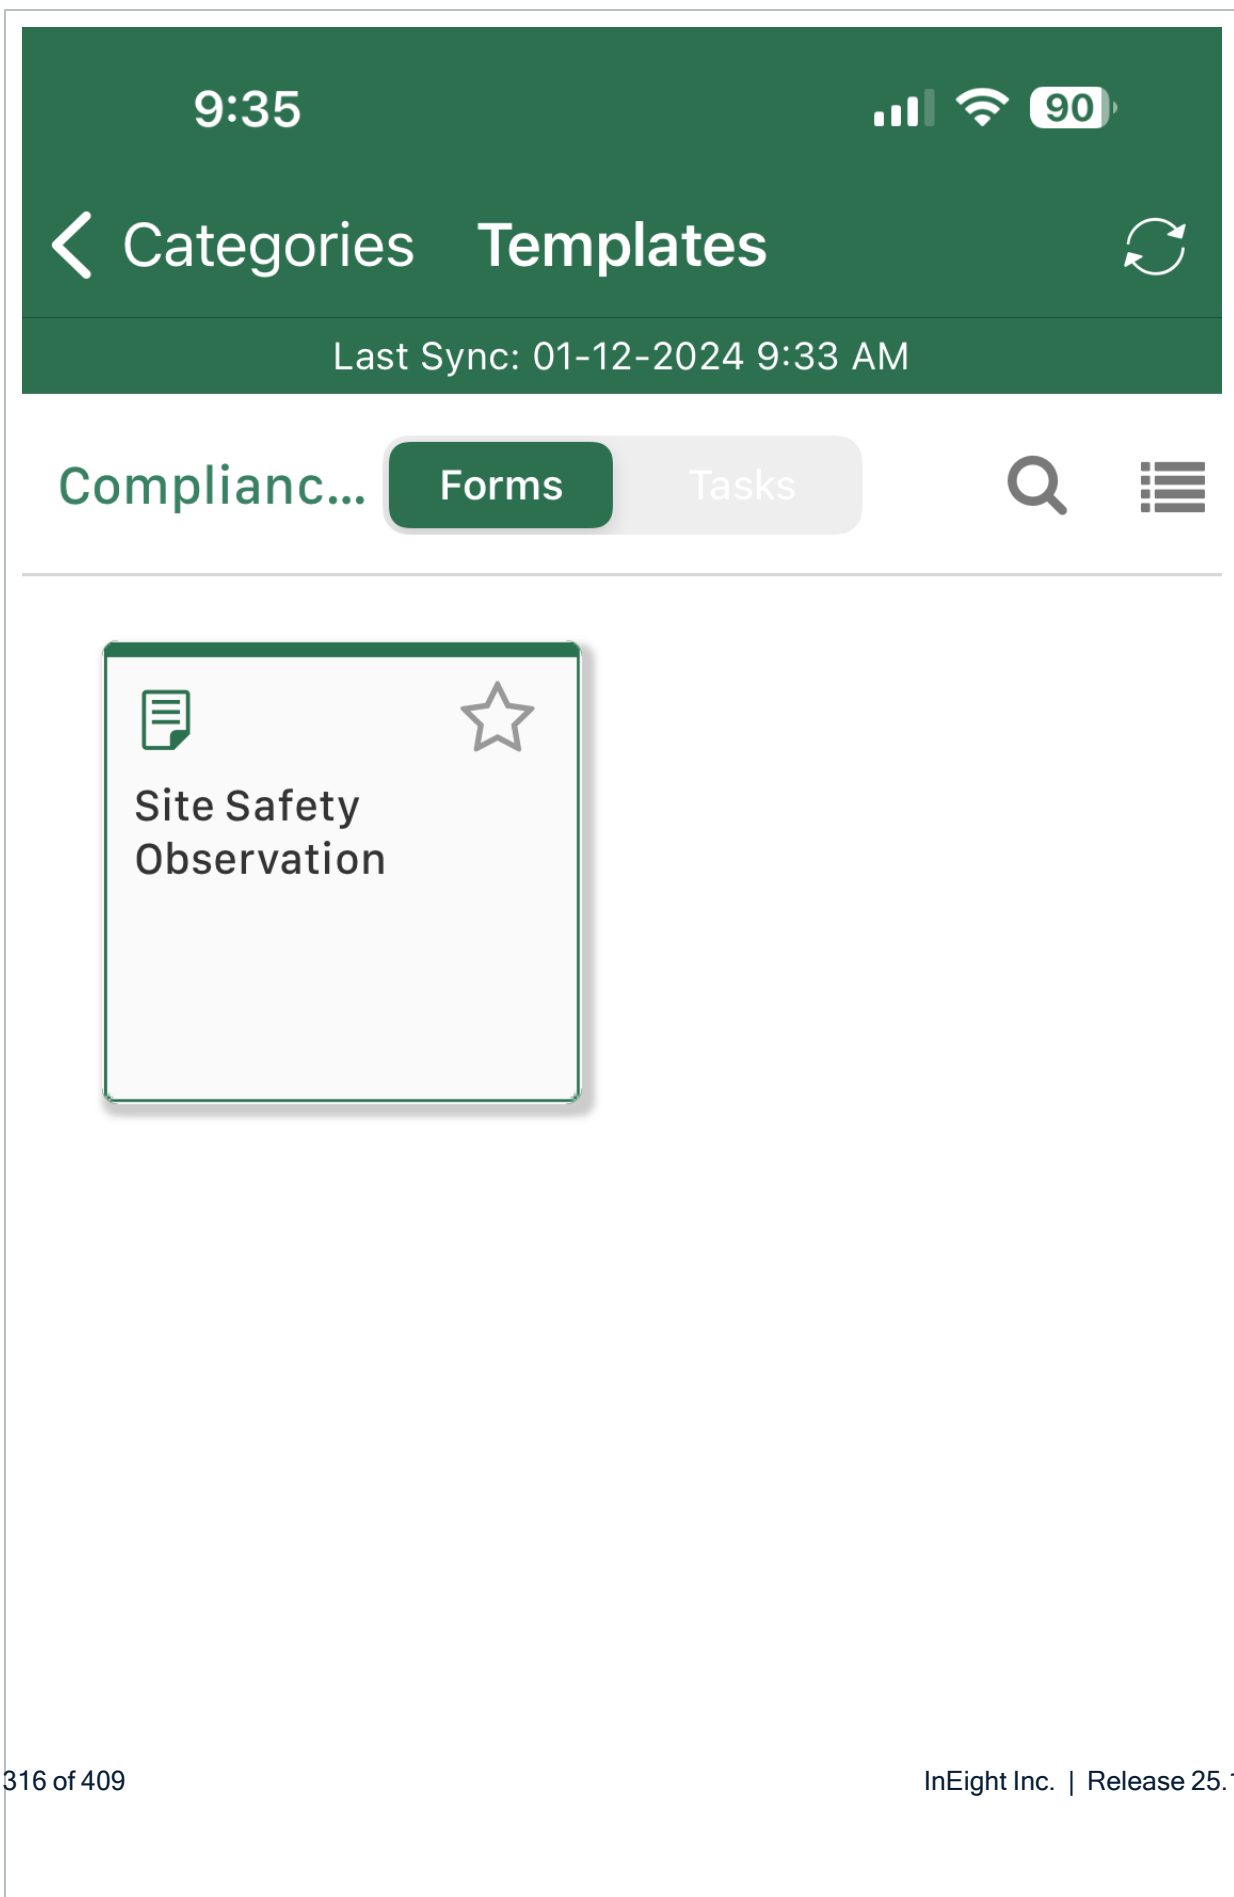 9:35
90
Categories Templates
Last Sync: 01-12-2024 9:33 AM
Complianc... Forms Tasks
Site Safety
Observation
316 of 409 InEight Inc. | Release 25.1